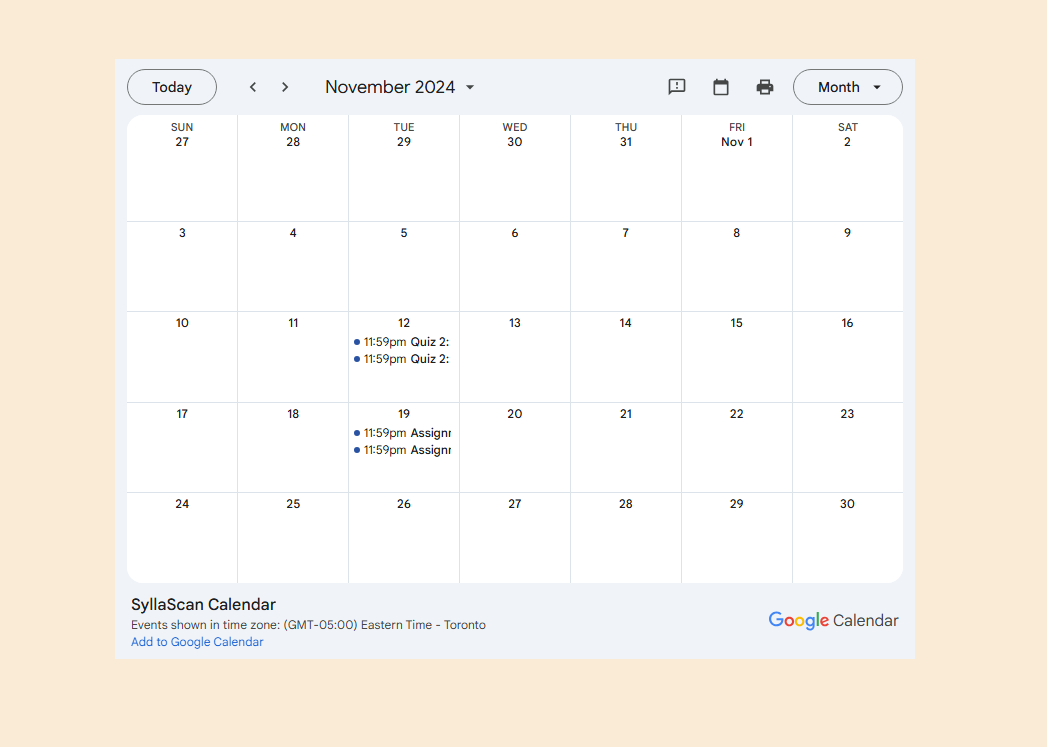 Today
November 2024
Month
SUN MON TUE WED THU FRI SAT
27 28 29 30 31 Nov 1 2
3 4 5 6 7 8 9
10 11 12 13 14 15 16
11:59pm Quiz 2:
11:59pm Quiz 2:
17 18 19 20 21 22 23
11:59pm Assign
11:59pm Assign
24 25 26 27 28 29 30
SyllaScan Calendar
Events shown in time zone: (GMT-05:00) Eastern Time - Toronto
Add to Google Calendar
Google Calendar